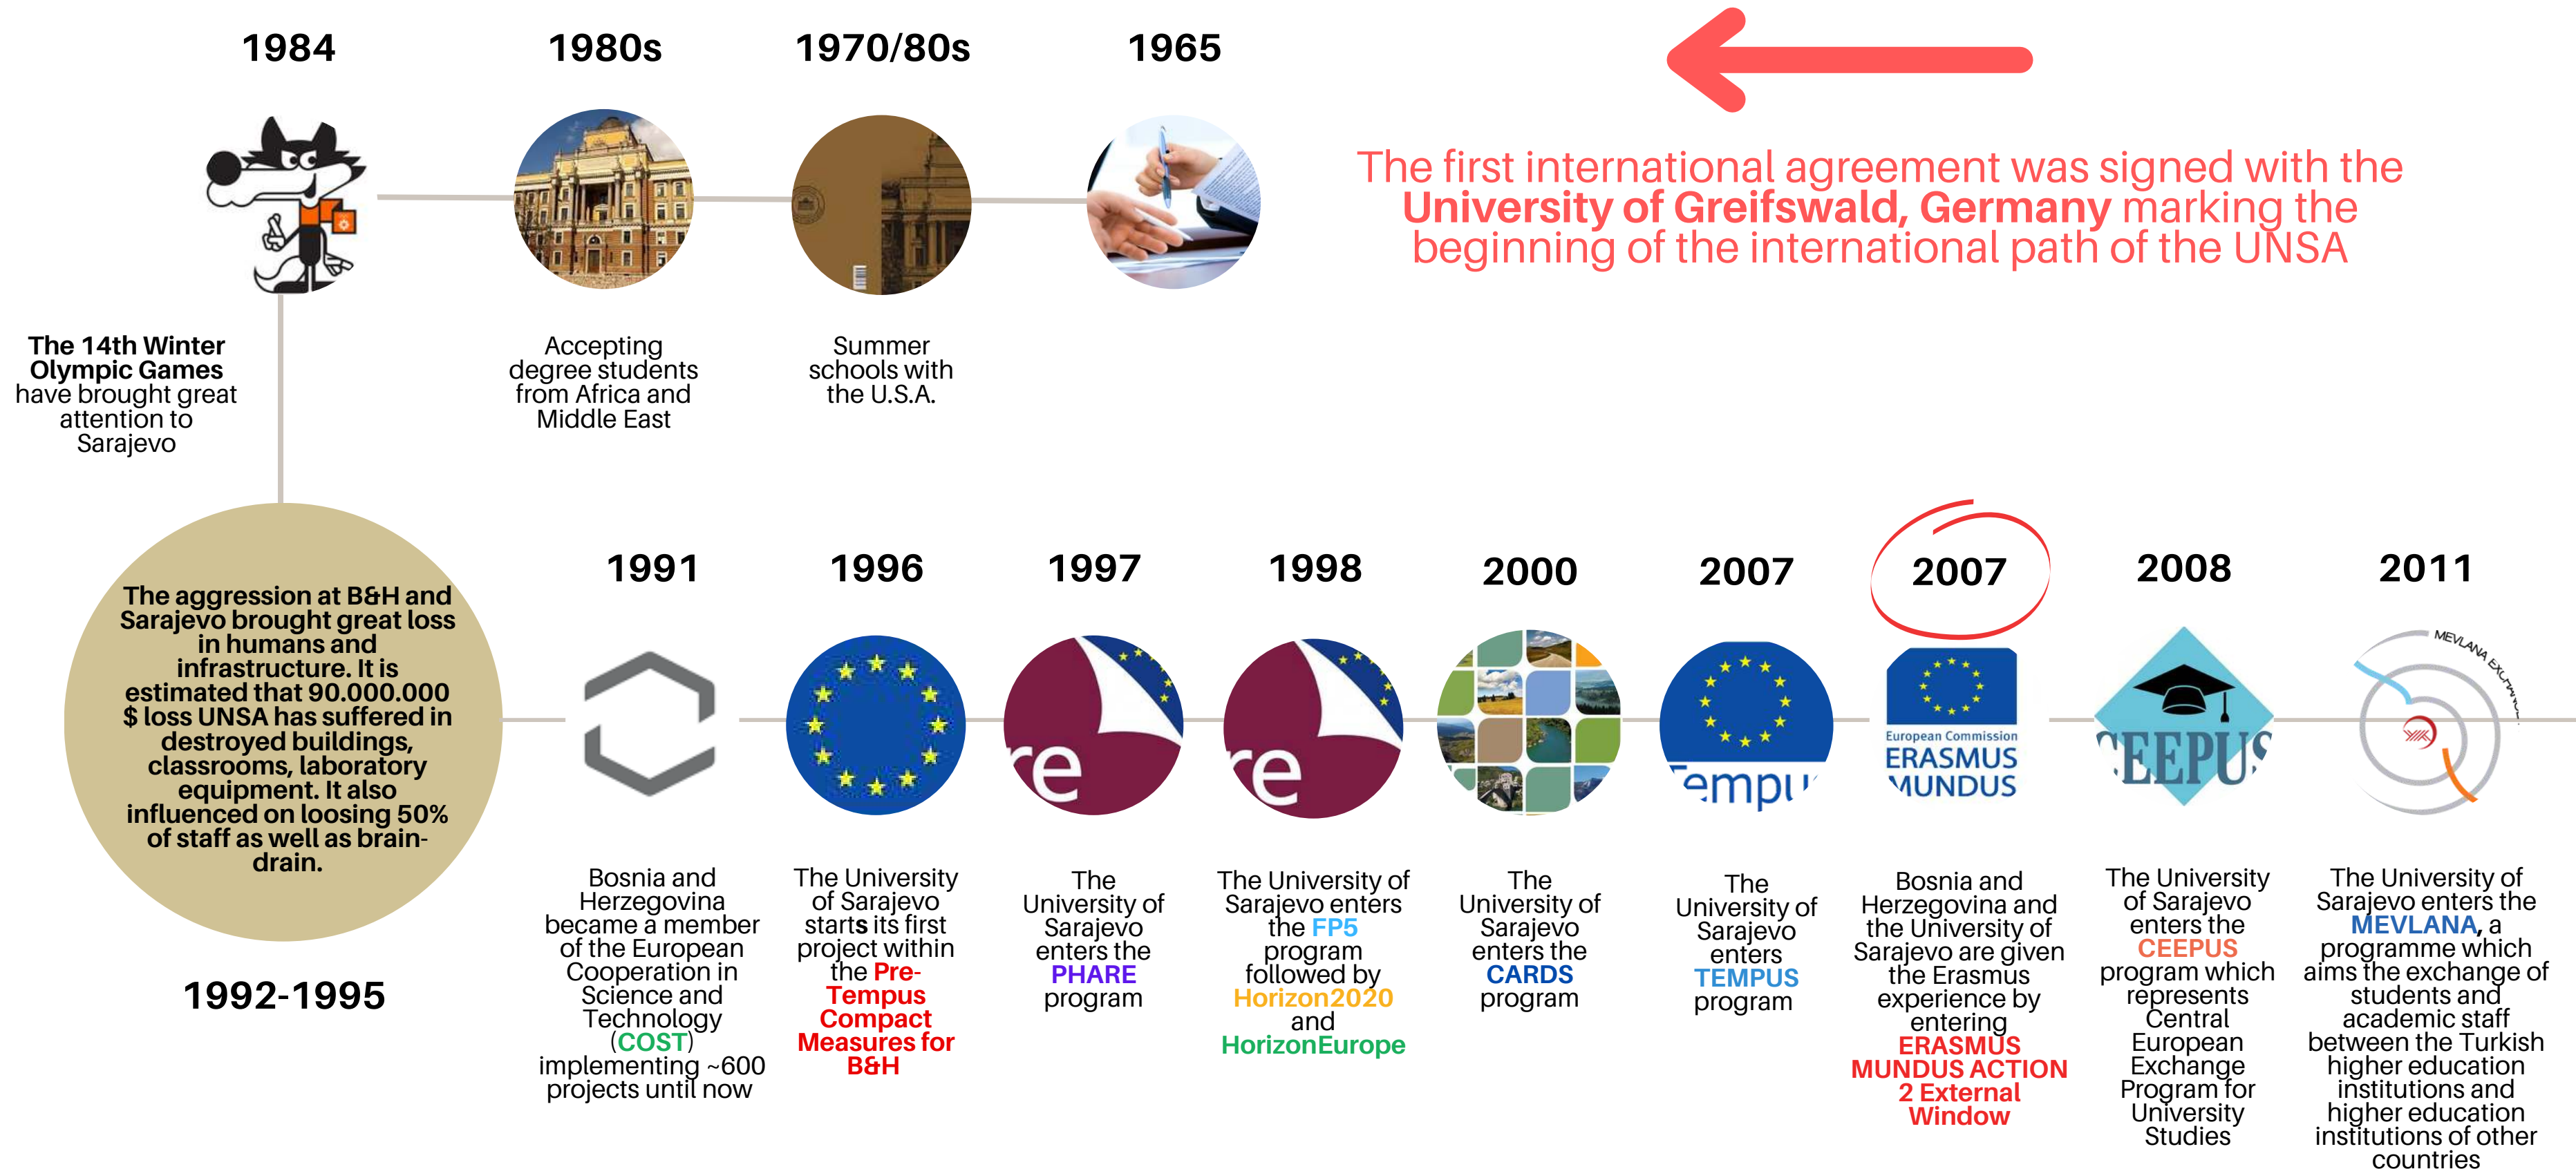 1984
1980s
1970/80s
1965
The first international agreement was signed with the
University of Greifswald, Germany marking the
beginning of the international path of the UNSA
The 14th Winter
Olympic Games
have brought great
attention to
Sarajevo
Accepting
degree students
from Africa and
Middle East
Summer
schools with
the U.S.A.
The aggression at B&H and
Sarajevo brought great loss
in humans and
infrastructure. It is
estimated that 90.000.000
$ loss UNSA has suffered in
destroyed buildings,
classrooms, laboratory
equipment. It also
influenced on loosing 50%
of staff as well as brain-
drain.
1992-1995
1991
Bosnia and
Herzegovina
became a member
of the European
Cooperation in
Science and
Technology
(COST)
implementing ~600
projects until now
1996
The University
of Sarajevo
starts its first
project within
the Pre-
Tempus
Compact
Measures for
B&H
1997
re
The
University of
Sarajevo
enters the
PHARE
program
1998
re
The University of
Sarajevo enters
the FP5
program
followed by
Horizon2020
and
HorizonEurope
2000
The
University of
Sarajevo
enters the
CARDS
program
2007
Tempu
The
University of
Sarajevo
enters
TEMPUS
program
2007
European Commission
ERASMUS
MUNDUS
Bosnia and
Herzegovina and
the University of
Sarajevo are given
the Erasmus
experience by
entering
ERASMUS
MUNDUS ACTION
2 External
Window
2008
CEEPUS
The University
of Sarajevo
enters the
CEEPUS
program which
represents
Central
European
Exchange
Program for
University
Studies
2011
MEVLANA
The University of
Sarajevo enters the
MEVLANA, a
programme which
aims the exchange of
students and
academic staff
between the Turkish
higher education
institutions and
higher education
institutions of other
countries